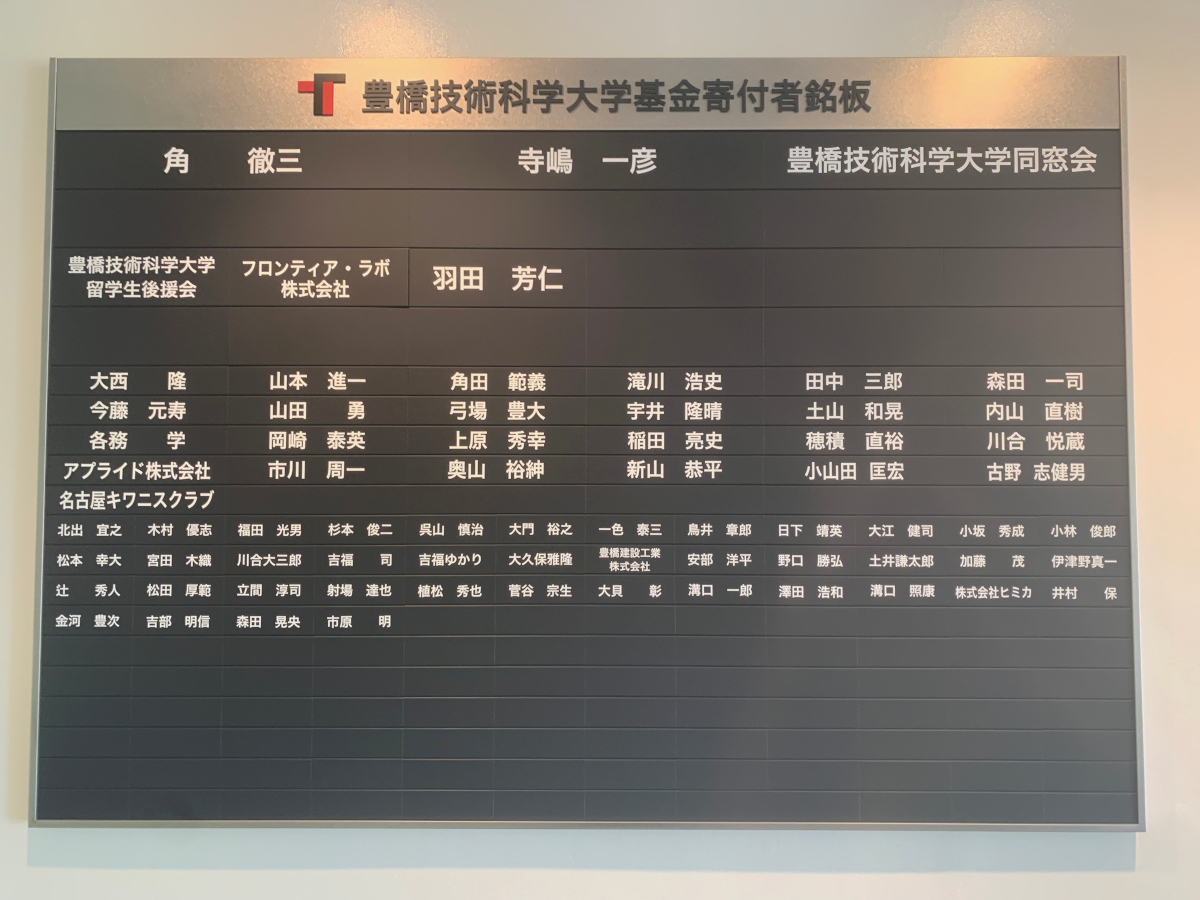 豊橋技術科学大学基金寄付者銘板
角　徹三　寺嶋　一彦　豊橋技術科学大学同窓会
豊橋技術科学大学
留学生後援会
フロンティア・ラボ
株式会社
羽田　芳仁
大西　隆　山本　進一　角田　範義　滝川　浩史　田中　三郎　森田　一司
今藤　元寿　山田　勇　弓場　豊大　宇井　隆晴　土山　和晃　内山　直樹
各務　学　岡崎　泰英　上原　秀幸　稲田　亮史　穂積　直裕　川合　悦蔵
アプライド株式会社　市川　周一　奥山　裕紳　新山　恭平　小山田　匡宏　古野　志健男
名古屋キワニスクラブ
北出　宜之　木村　優志　福田　光男　杉本　俊二　呉山　慎治　大門　裕之　一色　泰三　鳥井　章郎　日下　靖英　大江　健司　小坂　秀成　小林　俊郎
松本　幸大　宮田　木織　川合大三郎　吉福　司　吉福ゆかり　大久保雅隆　豊橋建設工業
株式会社　安部　洋平　野口　勝弘　土井謙太郎　加藤　茂　伊津野真一
辻　秀人　松田　厚範　立間　淳司　射場　達也　植松　秀也　菅谷　宗生　大貝　彰　溝口　一郎　澤田　浩和　溝口　照康　株式会社ヒミカ　井村　保
金河　豊次　吉部　明信　森田　晃央　市原　明